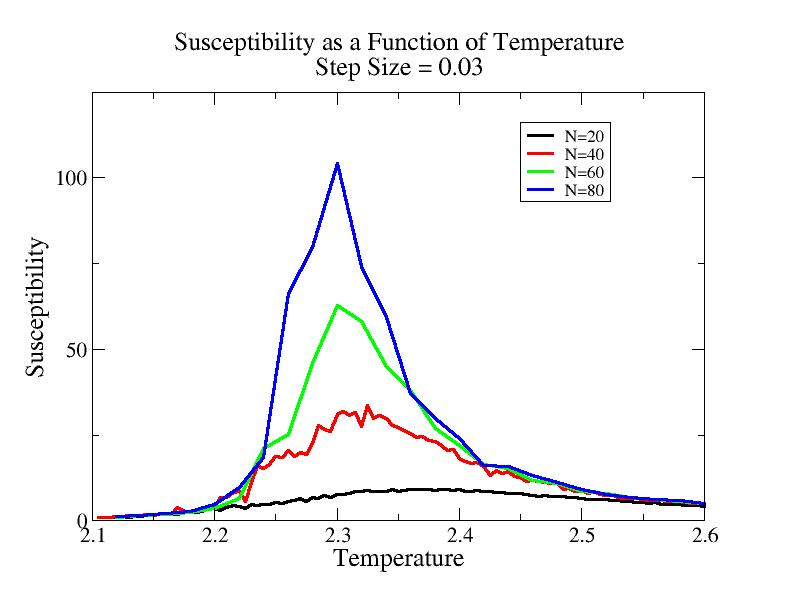 Susceptibility as a Function of Temperature
Step Size = 0.03
N=20
N=40
N=60
N=80
100
50
0
Susceptibility
2.1 2.2 2.3 2.4 2.5 2.6
Temperature